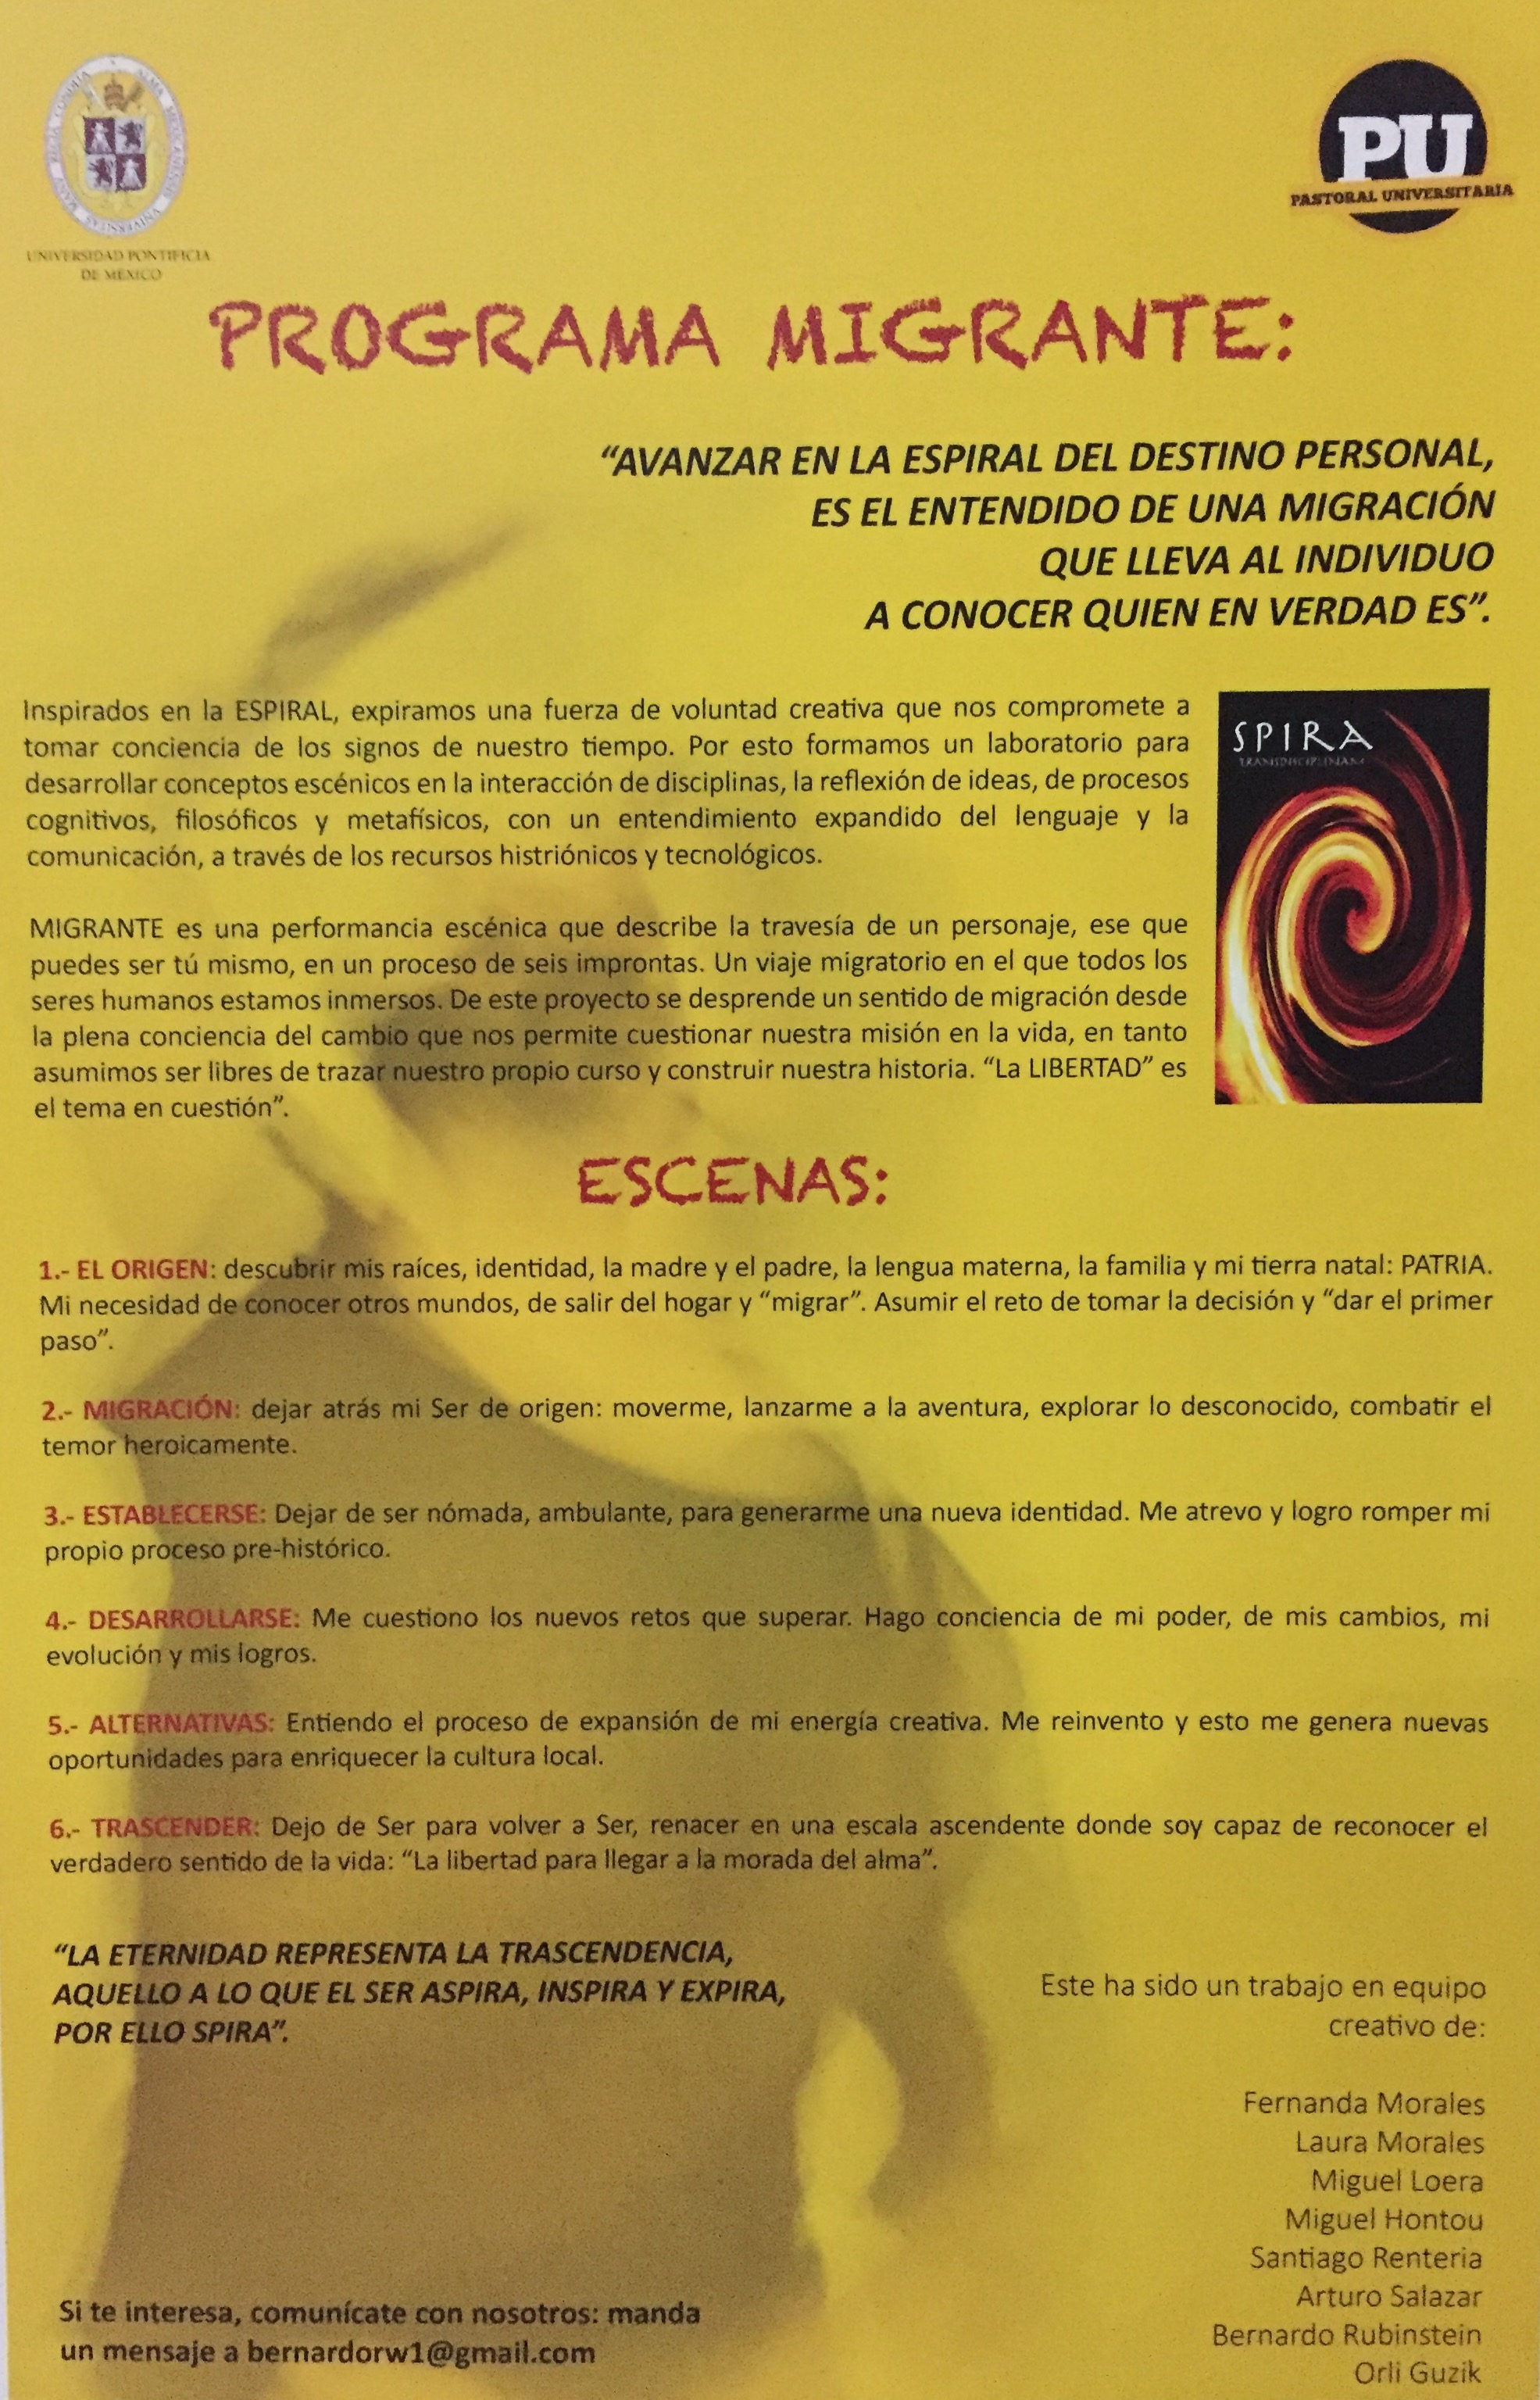 UNIVERSIDAD PONTIFICIA
DE MEXICO
PU
PASTORAL UNIVERSITARIA
PROGRAMA MIGRANTE:
“AVANZAR EN LA ESPIRAL DEL DESTINO PERSONAL,
ES EL ENTENDIDO DE UNA MIGRACIÓN
QUE LLEVA AL INDIVIDUO
A CONOCER QUIEN EN VERDAD ES”.
Inspirados en la ESPIRAL, expiramos una fuerza de voluntad creativa que nos compromete a
tomar conciencia de los signos de nuestro tiempo. Por esto formamos un laboratorio para
desarrollar conceptos escénicos en la interacción de disciplinas, la reflexión de ideas, de procesos
cognitivos, filosóficos y metafísicos, con un entendimiento expandido del lenguaje y la
comunicación, a través de los recursos histriónicos y tecnológicos.
SPIRA
MIGRANTE es una performancia escénica que describe la travesía de un personaje, ese que
puedes ser tú mismo, en un proceso de seis improntas. Un viaje migratorio en el que todos los
seres humanos estamos inmersos. De este proyecto se desprende un sentido de migración desde
la plena conciencia del cambio que nos permite cuestionar nuestra misión en la vida, en tanto
asumimos ser libres de trazar nuestro propio curso y construir nuestra historia. “La LIBERTAD” es
el tema en cuestión”.
ESCENAS:
1.- EL ORIGEN: descubrir mis raíces, identidad, la madre y el padre, la lengua materna, la familia y mi tierra natal: PATRIA.
Mi necesidad de conocer otros mundos, de salir del hogar y “migrar”. Asumir el reto de tomar la decisión y “dar el primer
paso”.
2.- MIGRACIÓN: dejar atrás mi Ser de origen: moverme, lanzarme a la aventura, explorar lo desconocido, combatir el
temor heroicamente.
3.- ESTABLECERSE: Dejar de ser nómada, ambulante, para generarme una nueva identidad. Me atrevo y logro romper mi
propio proceso pre-histórico.
4.- DESARROLLARSE: Me cuestiono los nuevos retos que superar. Hago conciencia de mi poder, de mis cambios, mi
evolución y mis logros.
5.- ALTERNATIVAS: Entiendo el proceso de expansión de mi energía creativa. Me reinvento y esto me genera nuevas
oportunidades para enriquecer la cultura local.
6.- TRASCENDER: Dejo de Ser para volver a Ser, renacer en una escala ascendente donde soy capaz de reconocer el
verdadero sentido de la vida: “La libertad para llegar a la morada del alma”.
“LA ETERNIDAD REPRESENTA LA TRASCENDENCIA,
AQUELLO A LO QUE EL SER ASPIRA, INSPIRA Y EXPIRA,
POR ELLO SPIRA”.
Este ha sido un trabajo en equipo
creativo de:
Fernanda Morales
Laura Morales
Miguel Loera
Miguel Hontou
Santiago Renteria
Arturo Salazar
Bernardo Rubinstein
Orli Guzik
Si te interesa, comunícate con nosotros: manda
un mensaje a bernardorw1@gmail.com